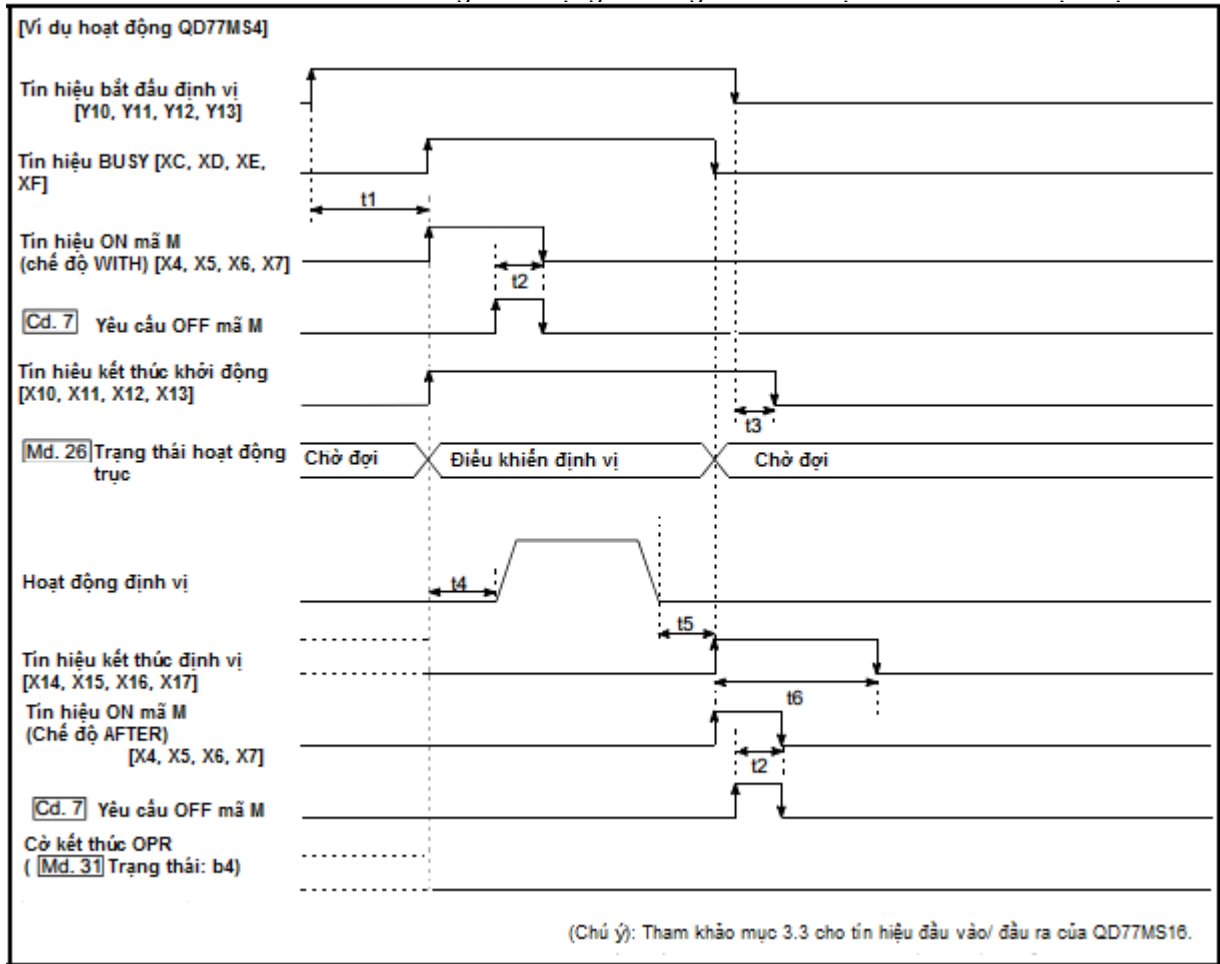 [Ví dụ hoạt động QD77MS4]
Tín hiệu bắt đầu định vị
[Y10, Y11, Y12, Y13]
Tín hiệu BUSY [XC, XD, XE,
XF]
t1
Tín hiệu ON mã M
(chế độ WITH) [X4, X5, X6, X7]
t2
Cd. 7 Yêu cầu OFF mã M
Tín hiêu kết thúc khởi động
[X10, X11, X12, X13]
t3
Md. 26 Trạng thái hoạt động
trục
Chờ đợi
Điều khiển định vị
Chờ đợi
Hoạt động định vị
t4
t5
Tín hiệu kết thúc định vị
[X14, X15, X16, X17]
t6
Tín hiệu ON mã M
(Chế độ AFTER)
[X4, X5, X6, X7]
t2
Cd. 7 Yêu cầu OFF mã M
Cờ kết thúc OPR
( Md. 31 Trạng thái: b4)
(Chú ý): Tham khảo mục 3.3 cho tín hiệu đầu vào/ đầu ra của QD77MS16.